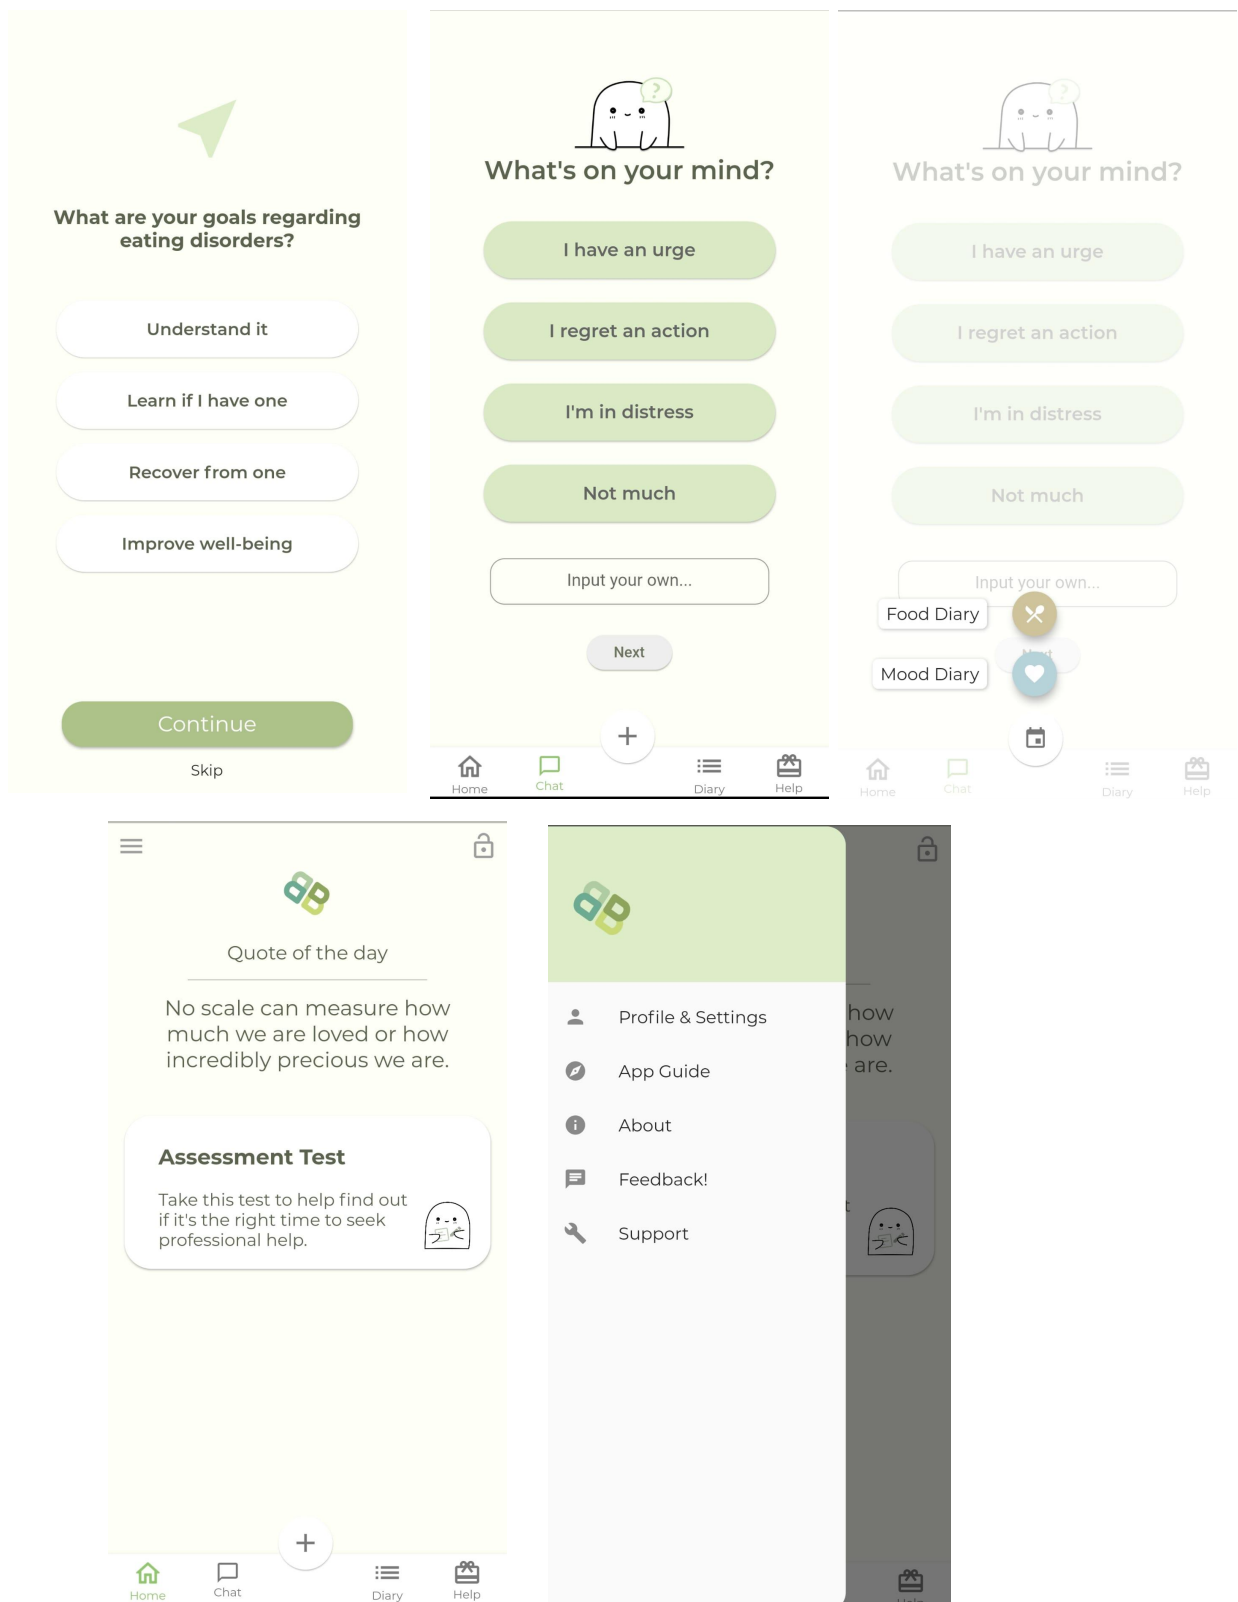 What are your goals regarding
eating disorders?
Understand it
Learn if I have one
Recover from one
Improve well-being
Continue
Skip
?
What's on your mind?
I have an urge
I regret an action
I'm in distress
Not much
Input your own...
Next
Home
Chat
Diary
Help
?
What's on your mind?
I have an urge
I regret an action
I'm in distress
Not much
Input your own...
Food Diary
Next
Mood Diary
Home
Chat
Diary
Help
Quote of the day
No scale can measure how
much we are loved or how
incredibly precious we are.
Assessment Test
Take this test to help find out
if it's the right time to seek
professional help.
Home
Chat
Diary
Help
Profile & Settings
App Guide
About
Feedback!
Support
how
how
are.
t
Help